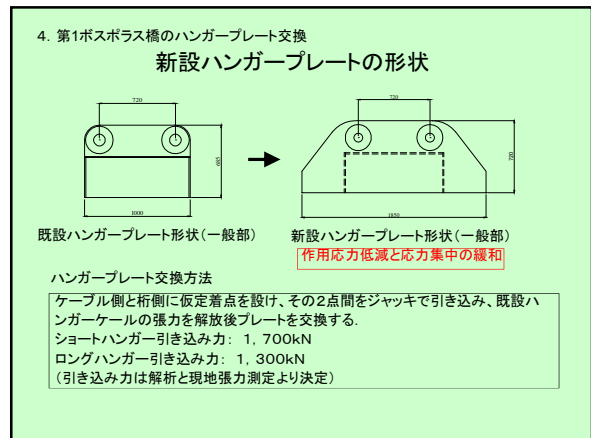 4．第1ボスポラス橋のハンガープレート交換
新設ハンガープレートの形状
720
720
685
780
1000
1850
既設ハンガープレート形状（一般部）
新設ハンガープレート形状（一般部）
作用応力低減と応力集中の緩和
ハンガープレート交換方法
ケーブル側と桁側に仮定着点を設け、その２点間をジャッキで引き込み、既設ハ
ンガーケールの張力を解放後プレートを交換する．
ショートハンガー引き込み力： １，７００kN
ロングハンガー引き込み力： １，３００kN
（引き込み力は解析と現地張力測定より決定）